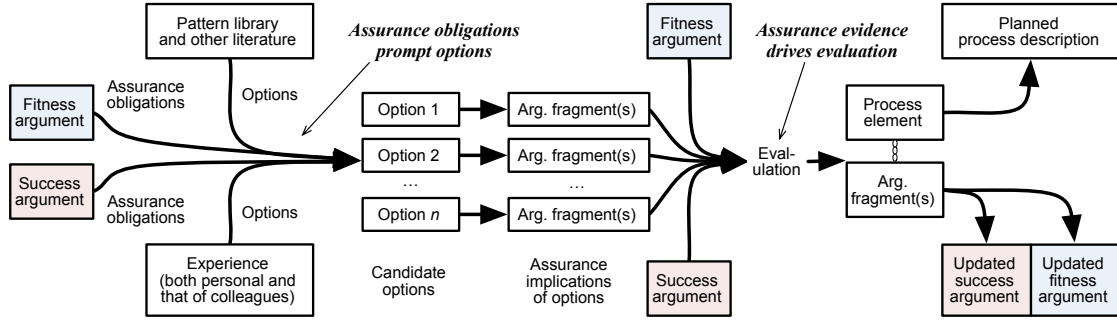 Pattern library
and other literature
Assurance obligations
prompt options
Fitness
argument
Assurance evidence
drives evaluation
Planned
process description
Assurance
obligations
Options
Fitness
argument
Option 1
Arg. fragment(s)
Process
element
Option 2
Arg. fragment(s)
Eval-
uation
Success
argument
...
...
Arg.
fragment(s)
Assurance
obligations
Options
Option n
Arg. fragment(s)
Experience
(both personal and
that of colleagues)
Candidate
options
Assurance
implications
of options
Success
argument
Updated
success
argument
Updated
fitness
argument